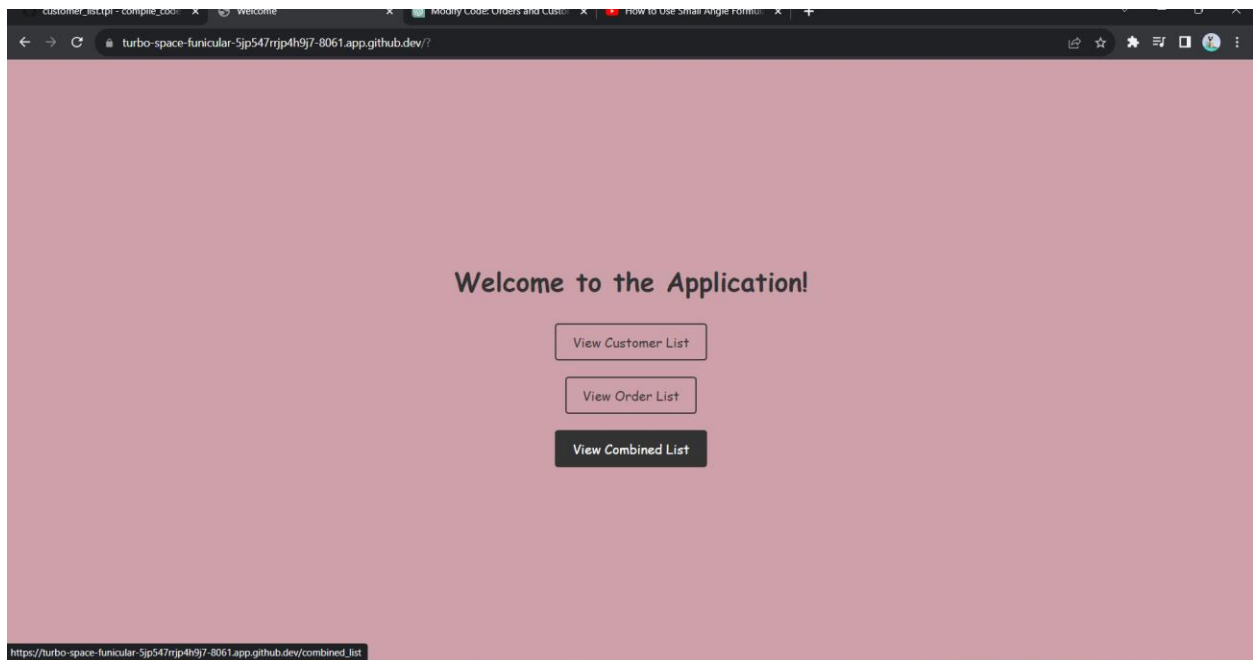 customer_list.tpl - compile_code
Welcome
Modify Code: Orders and Custo
How to Use Small Angle Formul
turbo-space-funicular-5jp547rrjp4h9j7-8061.app.github.dev/?
Welcome to the Application!
View Customer List
View Order List
View Combined List
https://turbo-space-funicular-5jp547rrjp4h9j7-8061.app.github.dev/combined_list